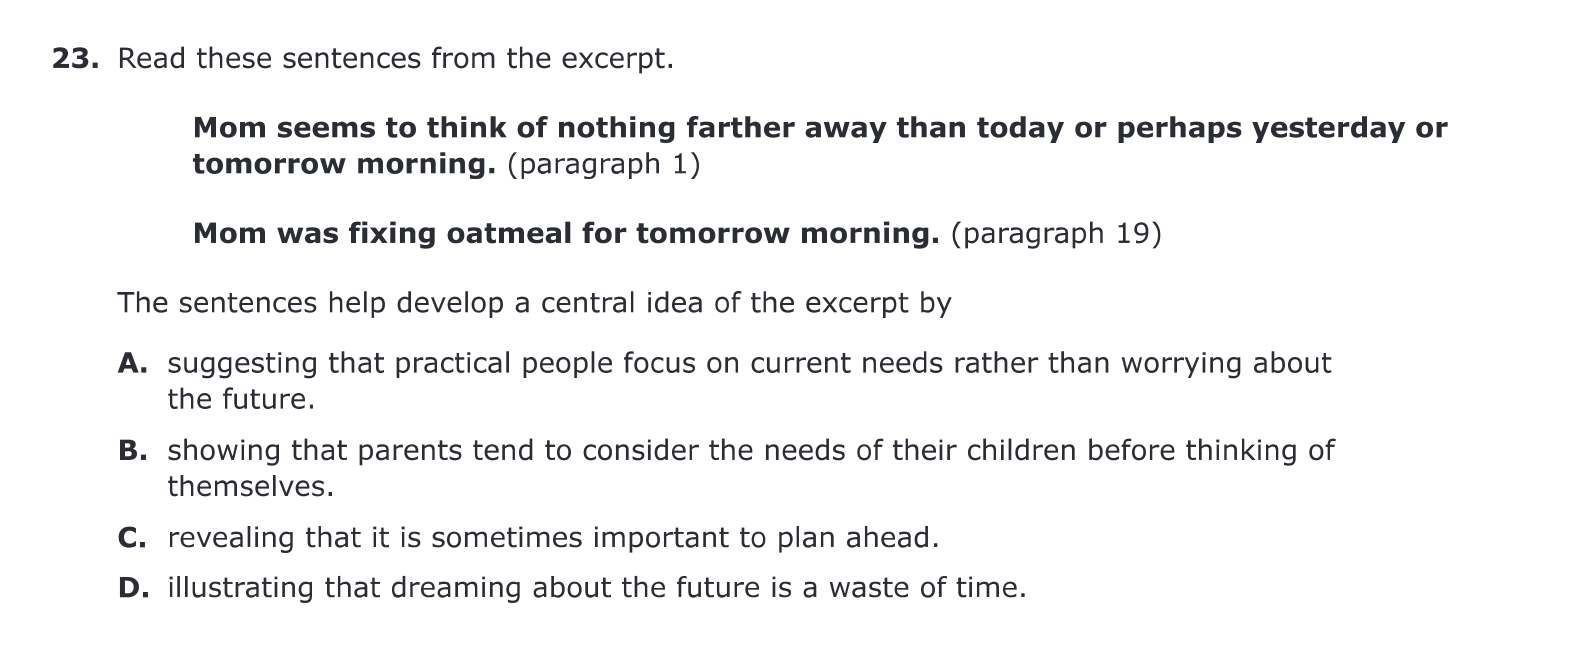 23. Read these sentences from the excerpt.
Mom seems to think of nothing farther away than today or perhaps yesterday or
tomorrow morning. (paragraph 1)
Mom was fixing oatmeal for tomorrow morning. (paragraph 19)
The sentences help develop a central idea of the excerpt by
A. suggesting that practical people focus on current needs rather than worrying about
the future.
B. showing that parents tend to consider the needs of their children before thinking of
themselves.
C. revealing that it is sometimes important to plan ahead.
D. illustrating that dreaming about the future is a waste of time.